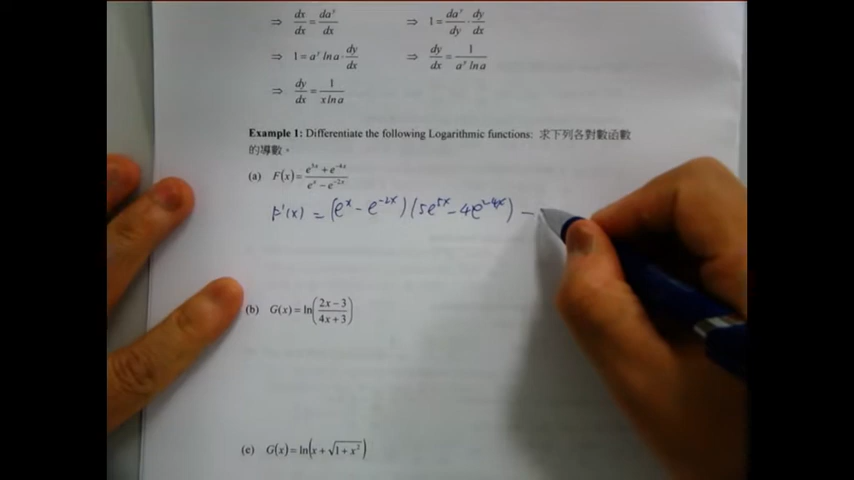 ⇒ dx/dx = da^y/dx ⇒ 1 = da^y/dy · dy/dx
⇒ 1 = a^y ln a · dy/dx ⇒ dy/dx = 1/(a^y ln a)
⇒ dy/dx = 1/(x ln a)
Example 1: Differentiate the following Logarithmic functions: 求下列各對數函數
的導數。
(a) F(x) = (e^{5x} + e^{-4x})/(e^x − e^{-2x})
F'(x) = (e^x − e^{-2x})(5e^{5x} − 4e^{-4x}) −
(b) G(x) = ln((2x − 3)/(4x + 3))
(c) G(x) = ln(x + √(1 + x²))